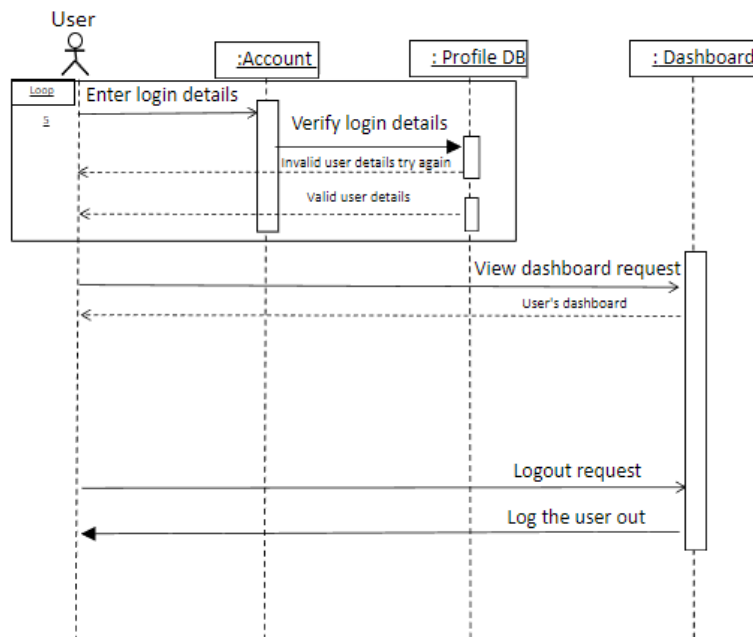 User
:Account
: Profile DB
: Dashboard
Loop
5
Enter login details
Verify login details
Invalid user details try again
Valid user details
View dashboard request
User's dashboard
Logout request
Log the user out